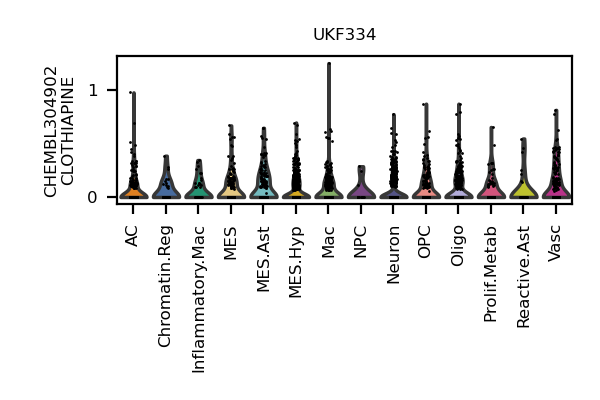 UKF334
CHEMBL304902
CLOTHIAPINE
1
0
AC
Chromatin.Reg
Inflammatory.Mac
MES
MES.Ast
MES.Hyp
Mac
NPC
Neuron
OPC
Oligo
Prolif.Metab
Reactive.Ast
Vasc